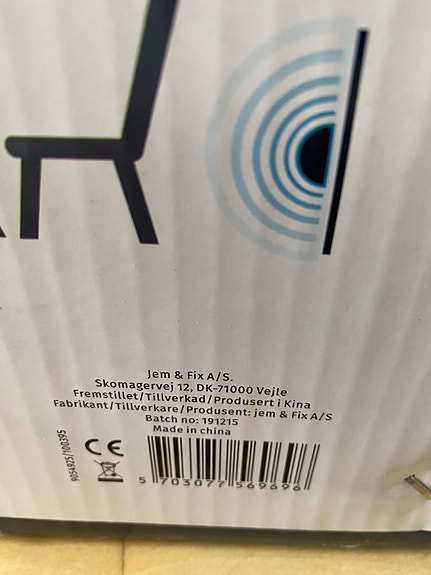 Jem & Fix A/S.
Skomagervej 12, DK-71000 Vejle
Fremstillet/Tillverkad/Produsert i Kina
Fabrikant/Tillverkare/Produsent: jem & Fix A/S
Batch no: 191215
Made in china
9054925/100395
CE
5 703077 569696